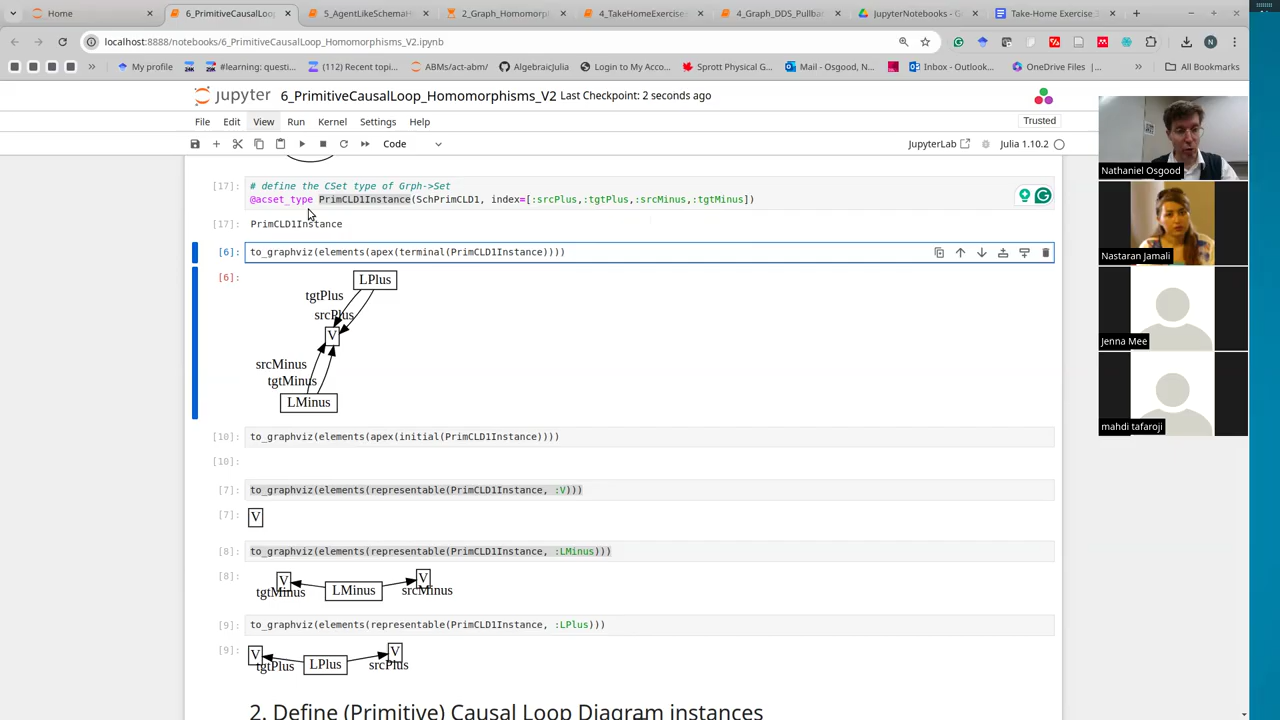 Home
6_PrimitiveCausalLoop
5_AgentLikeSchema
2_Graph_Homomorp
4_TakeHomeExercise
4_Graph_DDS_Pullba
JupyterNotebooks - Goo
Take-Home Exercise 3
localhost:8888/notebooks/6_PrimitiveCausalLoop_Homomorphisms_V2.ipynb
My profile
#learning: questi...
(112) Recent topic...
ABMs/act-abm/
AlgebraicJulia
Login to My Acco...
Sprott Physical G...
Mail - Osgood, N...
Inbox - Outlook...
OneDrive Files (...
All Bookmarks
jupyter
6_PrimitiveCausalLoop_Homomorphisms_V2 Last Checkpoint: 2 seconds ago
File Edit View Run Kernel Settings Help
Trusted
Code
JupyterLab
Julia 1.10.2
[17]: # define the CSet type of Grph->Set
@acset_type PrimCLD1Instance(SchPrimCLD1, index=[:srcPlus,:tgtPlus,:srcMinus,:tgtMinus])
[17]: PrimCLD1Instance
[6]: to_graphviz(elements(apex(terminal(PrimCLD1Instance))))
[6]:
LPlus
tgtPlus
srcPlus
V
srcMinus
tgtMinus
LMinus
[10]: to_graphviz(elements(apex(initial(PrimCLD1Instance))))
[10]:
[7]: to_graphviz(elements(representable(PrimCLD1Instance, :V)))
[7]: V
[8]: to_graphviz(elements(representable(PrimCLD1Instance, :LMinus)))
[8]:
V
V
tgtMinus
LMinus
srcMinus
[9]: to_graphviz(elements(representable(PrimCLD1Instance, :LPlus)))
[9]:
V
V
tgtPlus
LPlus
srcPlus
2. Define (Primitive) Causal Loop Diagram instances
Nathaniel Osgood
Nastaran Jamali
Jenna Mee
mahdi tafaroji